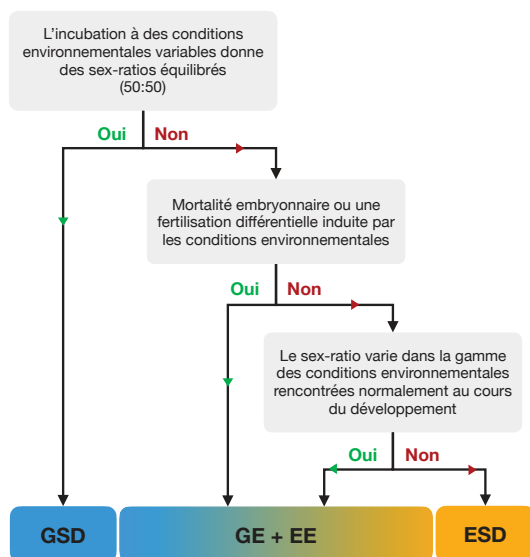 L'incubation à des conditions
environnementales variables donne
des sex-ratios équilibrés
(50:50)
Oui Non
Mortalité embryonnaire ou une
fertilisation différentielle induite par
les conditions environnementales
Oui Non
Le sex-ratio varie dans la gamme
des conditions environnementales
rencontrées normalement au cours
du développement
Oui Non
GSD GE + EE ESD